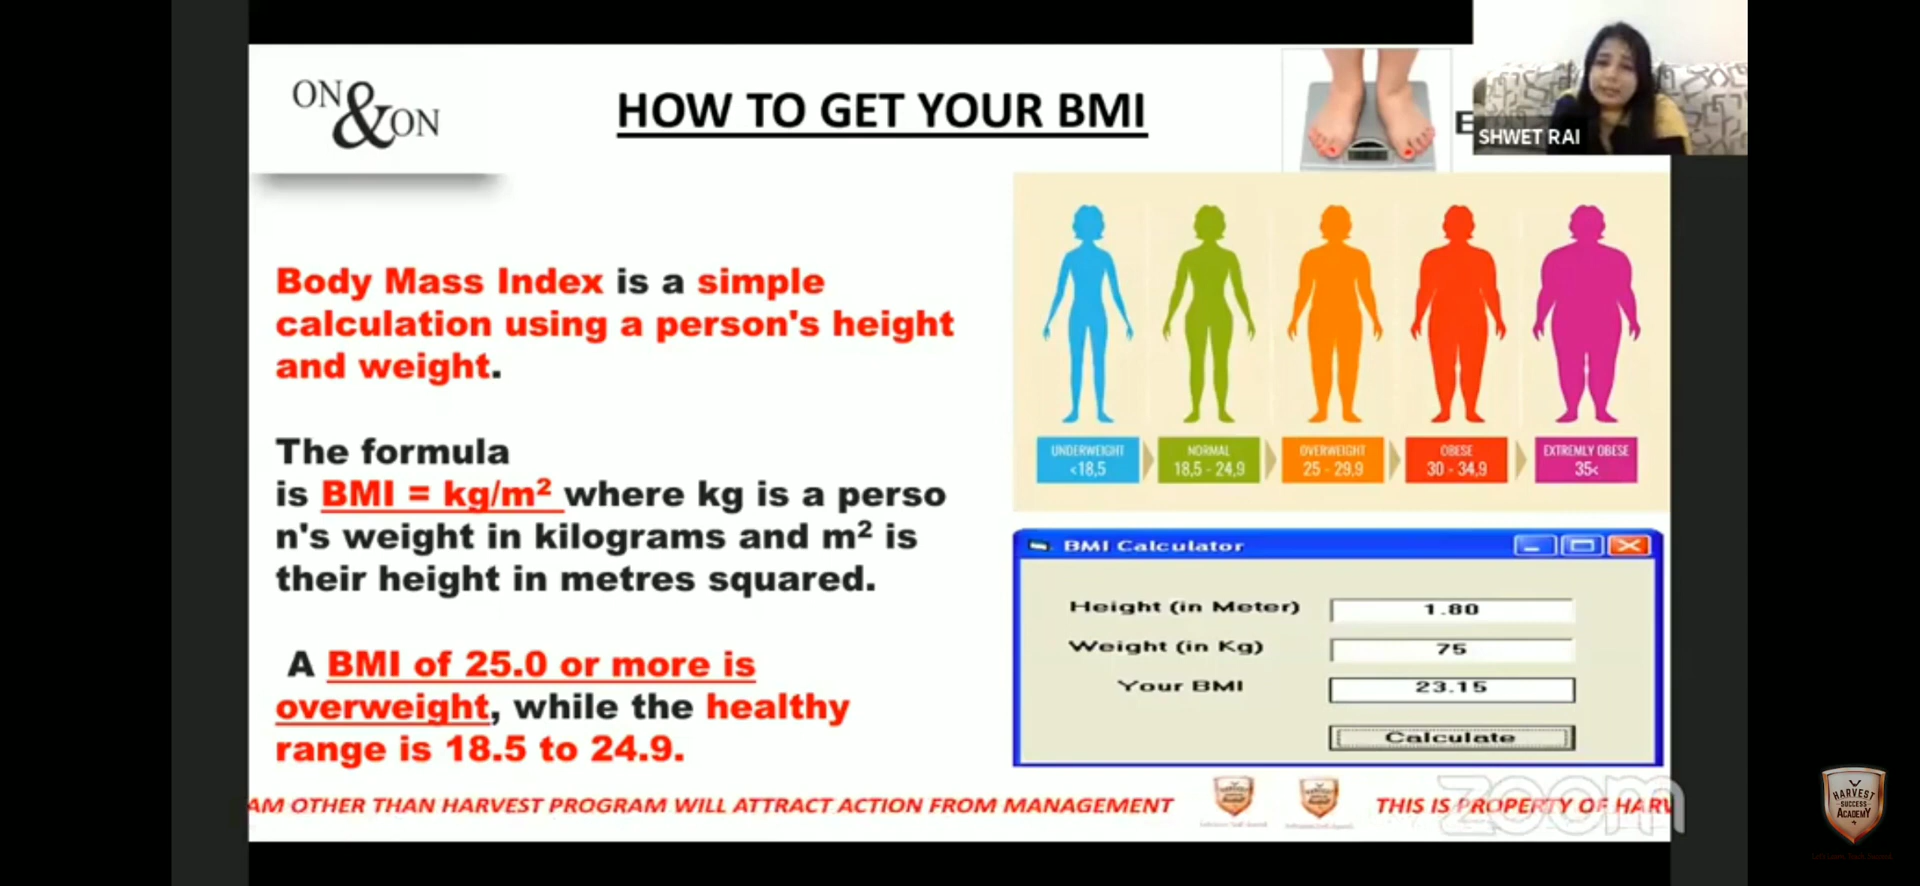 ON & ON
HOW TO GET YOUR BMI
SHWET RAI
Body Mass Index is a simple
calculation using a person's height
and weight.
The formula
is BMI = kg/m² where kg is a perso
n's weight in kilograms and m² is
their height in metres squared.
A BMI of 25.0 or more is
overweight, while the healthy
range is 18.5 to 24.9.
UNDERWEIGHT
<18,5
NORMAL
18,5 - 24,9
OVERWEIGHT
25 - 29,9
OBESE
30 - 34,9
EXTREMLY OBESE
35<
BMI Calculator
Height (in Meter) 1.80
Weight (in Kg) 75
Your BMI 23.15
Calculate
AM OTHER THAN HARVEST PROGRAM WILL ATTRACT ACTION FROM MANAGEMENT
THIS IS PROPERTY OF HARV
zoom
HARVEST
SUCCESS
ACADEMY